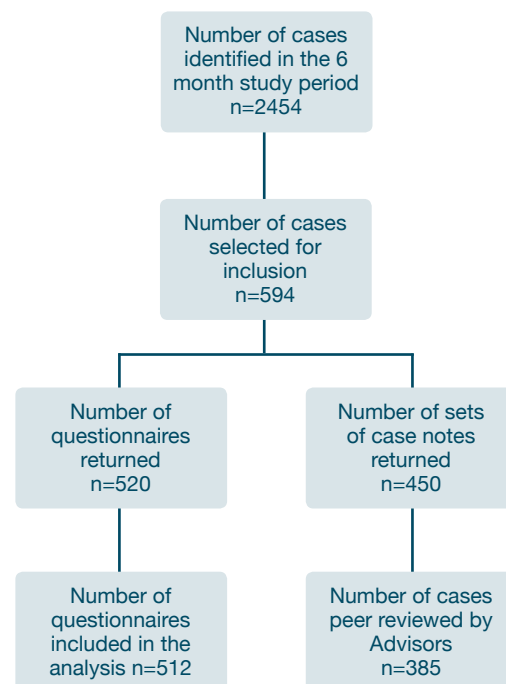 Number of cases
identified in the 6
month study period
n=2454
Number of cases
selected for
inclusion
n=594
Number of
questionnaires
returned
n=520
Number of sets
of case notes
returned
n=450
Number of
questionnaires
included in the
analysis n=512
Number of cases
peer reviewed by
Advisors
n=385